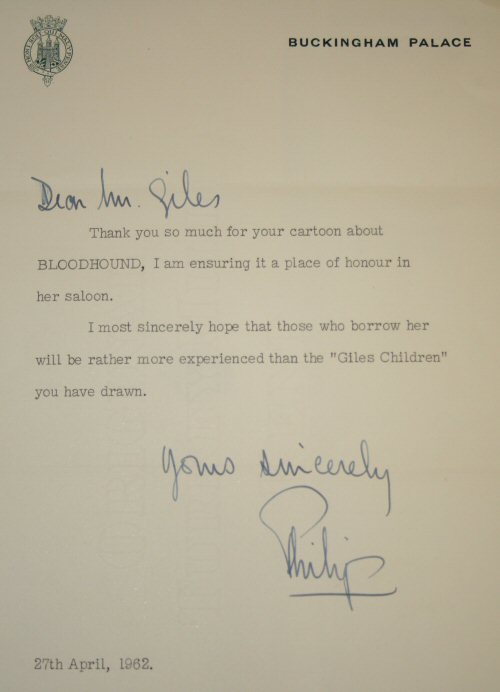 BUCKINGHAM PALACE
Dear Mr. Giles
Thank you so much for your cartoon about
BLOODHOUND, I am ensuring it a place of honour in
her saloon.
I most sincerely hope that those who borrow her
will be rather more experienced than the "Giles Children"
you have drawn.
Yours sincerely
Philip
27th April, 1962.